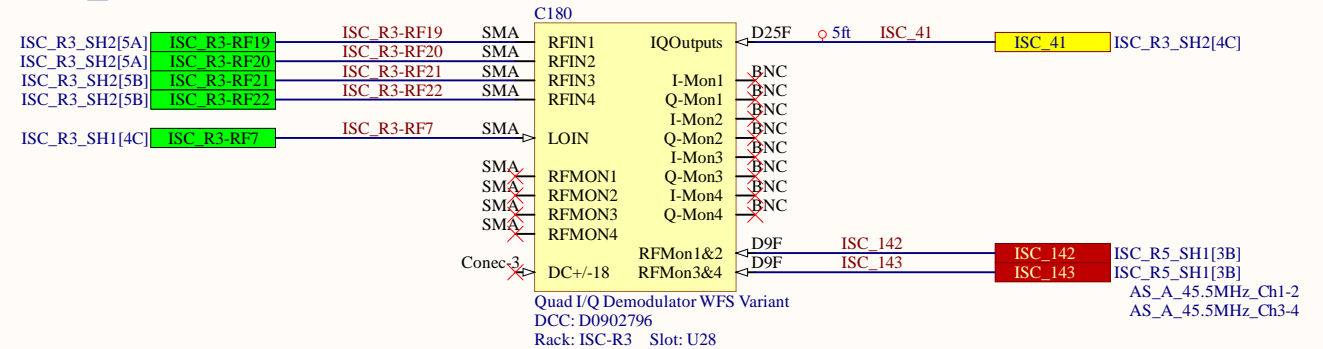 C180
ISC_R3_SH2[5A] ISC_R3-RF19 ISC_R3-RF19 SMA RFIN1 IQOutputs D25F 5ft ISC_41 ISC_41 ISC_R3_SH2[4C]
ISC_R3_SH2[5A] ISC_R3-RF20 ISC_R3-RF20 SMA RFIN2
ISC_R3_SH2[5B] ISC_R3-RF21 ISC_R3-RF21 SMA RFIN3 I-Mon1 BNC
ISC_R3_SH2[5B] ISC_R3-RF22 ISC_R3-RF22 SMA RFIN4 Q-Mon1 BNC
I-Mon2 BNC
ISC_R3_SH1[4C] ISC_R3-RF7 ISC_R3-RF7 SMA LOIN Q-Mon2 BNC
I-Mon3 BNC
SMA RFMON1 Q-Mon3 BNC
SMA RFMON2 I-Mon4 BNC
SMA RFMON3 Q-Mon4 BNC
SMA RFMON4
RFMon1&2 D9F ISC_142 ISC_142 ISC_R5_SH1[3B]
Conec-3 DC+/-18 RFMon3&4 D9F ISC_143 ISC_143 ISC_R5_SH1[3B]
AS_A_45.5MHz_Ch1-2
Quad I/Q Demodulator WFS Variant
AS_A_45.5MHz_Ch3-4
DCC: D0902796
Rack: ISC-R3 Slot: U28